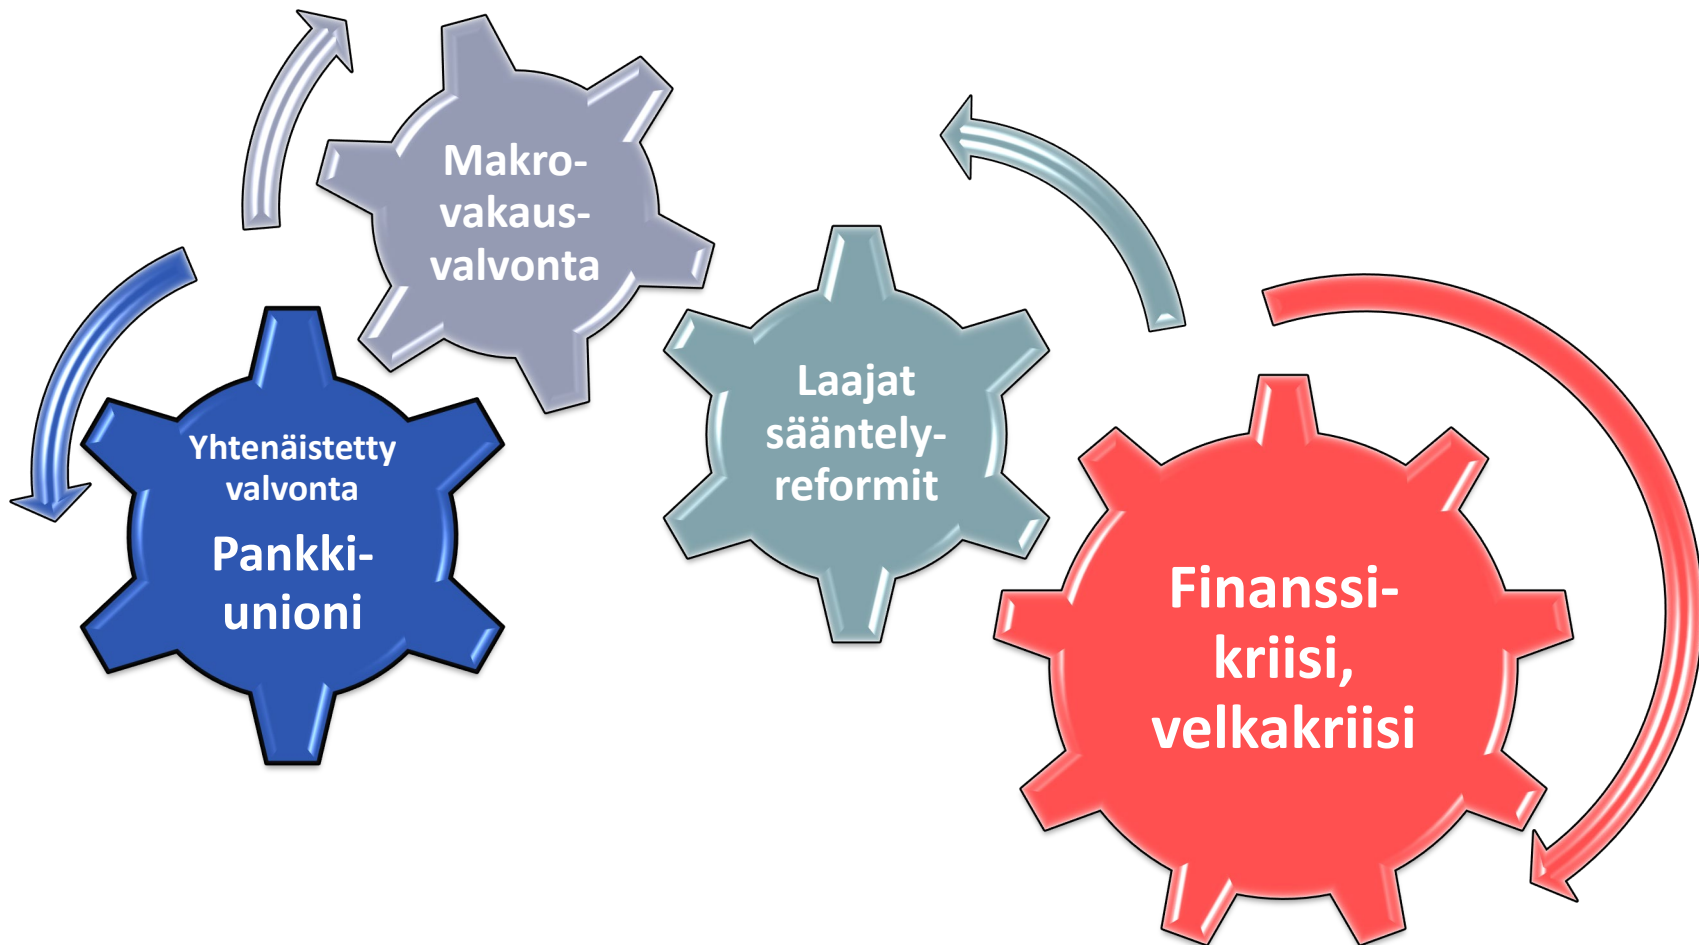 Makro-
vakaus-
valvonta
Yhtenäistetty
valvonta
Pankki-
unioni
Laajat
sääntely-
reformit
Finanssi-
kriisi,
velkakriisi